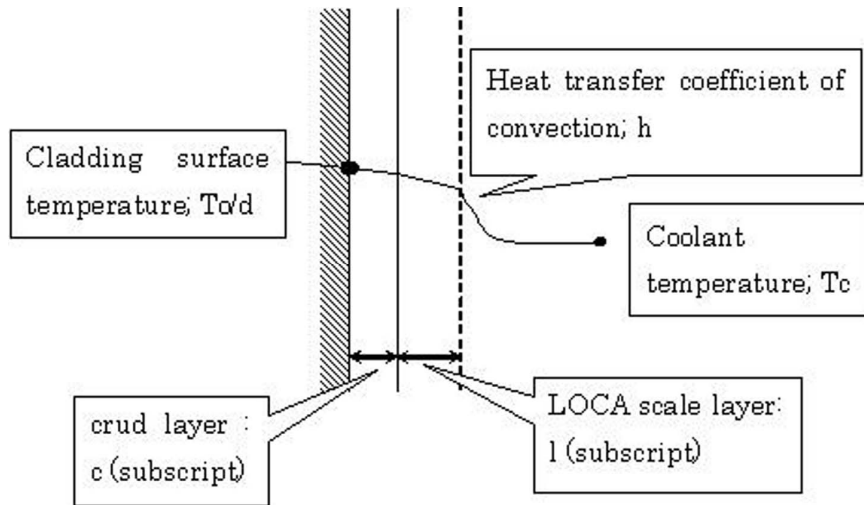 Heat transfer coefficient of
convection; h
Cladding surface
temperature; To/d
Coolant
temperature; Tc
crud layer :
c (subscript)
LOCA scale layer:
l (subscript)